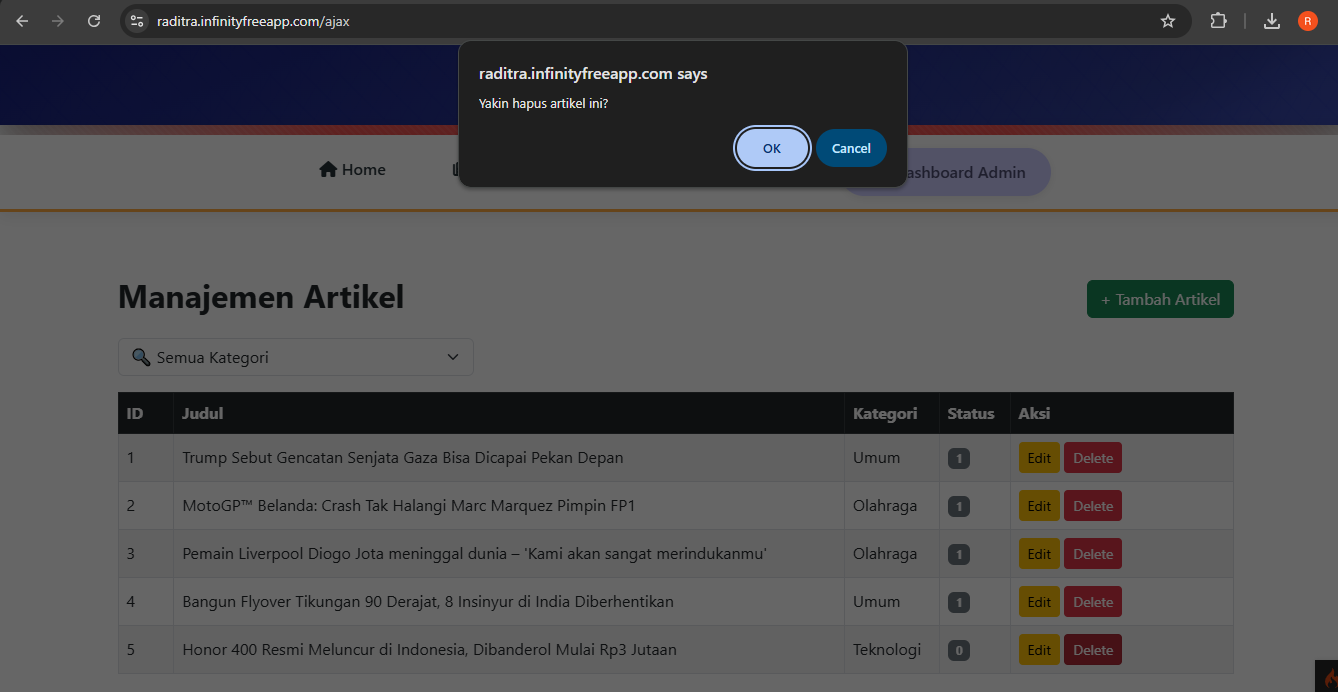 raditra.infinityfreeapp.com/ajax
R
raditra.infinityfreeapp.com says
Yakin hapus artikel ini?
OK
Cancel
Home
ashboard Admin
Manajemen Artikel
+ Tambah Artikel
Semua Kategori
ID Judul Kategori Status Aksi
1 Trump Sebut Gencatan Senjata Gaza Bisa Dicapai Pekan Depan Umum 1 Edit Delete
2 MotoGP™ Belanda: Crash Tak Halangi Marc Marquez Pimpin FP1 Olahraga 1 Edit Delete
3 Pemain Liverpool Diogo Jota meninggal dunia – 'Kami akan sangat merindukanmu' Olahraga 1 Edit Delete
4 Bangun Flyover Tikungan 90 Derajat, 8 Insinyur di India Diberhentikan Umum 1 Edit Delete
5 Honor 400 Resmi Meluncur di Indonesia, Dibanderol Mulai Rp3 Jutaan Teknologi 0 Edit Delete